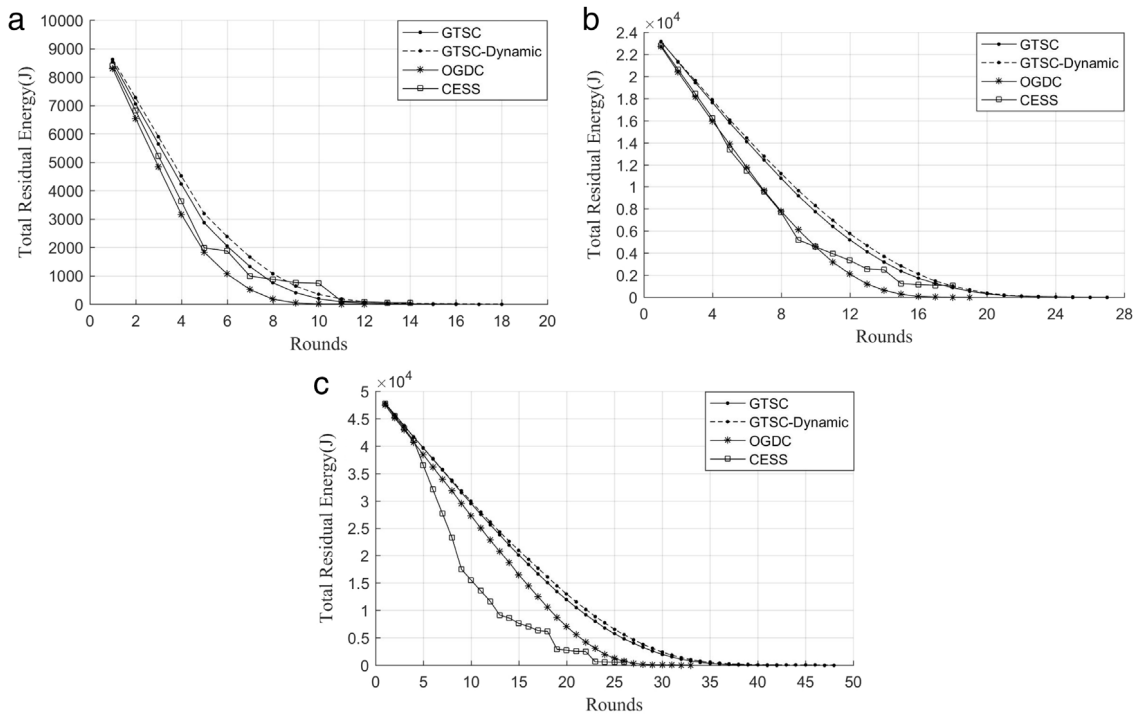 a
10000
9000
8000
7000
6000
5000
4000
3000
2000
1000
0
Total Residual Energy(J)
GTSC
GTSC-Dynamic
OGDC
CESS
0 2 4 6 8 10 12 14 16 18 20
Rounds
b
×10⁴
2.4
2.2
2
1.8
1.6
1.4
1.2
1
0.8
0.6
0.4
0.2
0
Total Residual Energy(J)
GTSC
GTSC-Dynamic
OGDC
CESS
0 4 8 12 16 20 24 28
Rounds
c
×10⁴
5
4.5
4
3.5
3
2.5
2
1.5
1
0.5
0
Total Residual Energy(J)
GTSC
GTSC-Dynamic
OGDC
CESS
0 5 10 15 20 25 30 35 40 45 50
Rounds